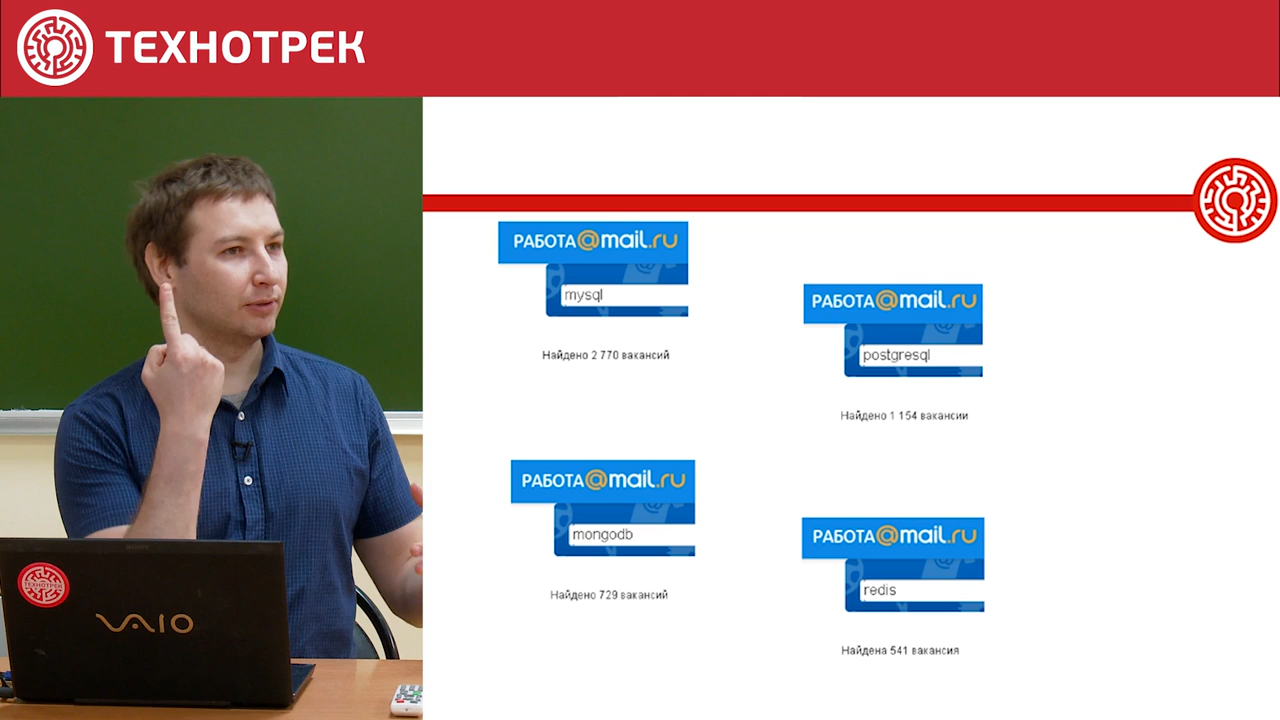 ТЕХНОТРЕК
РАБОТА@mail.ru
mysql
Найдено 2 770 вакансий
РАБОТА@mail.ru
postgresql
Найдено 1 154 вакансии
РАБОТА@mail.ru
mongodb
Найдено 729 вакансий
РАБОТА@mail.ru
redis
Найдена 541 вакансия
ТЕХНОТРЕК
VAIO